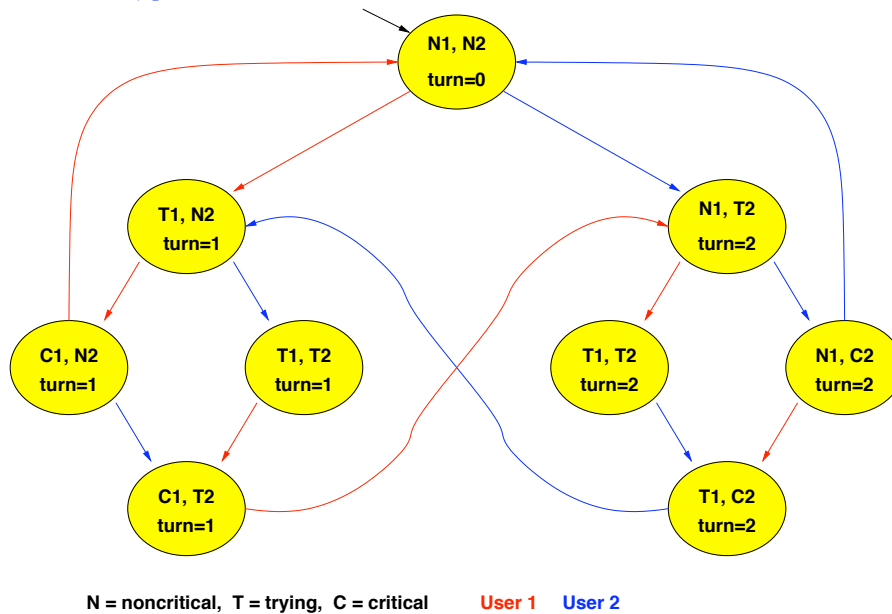 N1, N2
turn=0
T1, N2
turn=1
N1, T2
turn=2
C1, N2
turn=1
T1, T2
turn=1
T1, T2
turn=2
N1, C2
turn=2
C1, T2
turn=1
T1, C2
turn=2
N = noncritical, T = trying, C = critical User 1 User 2